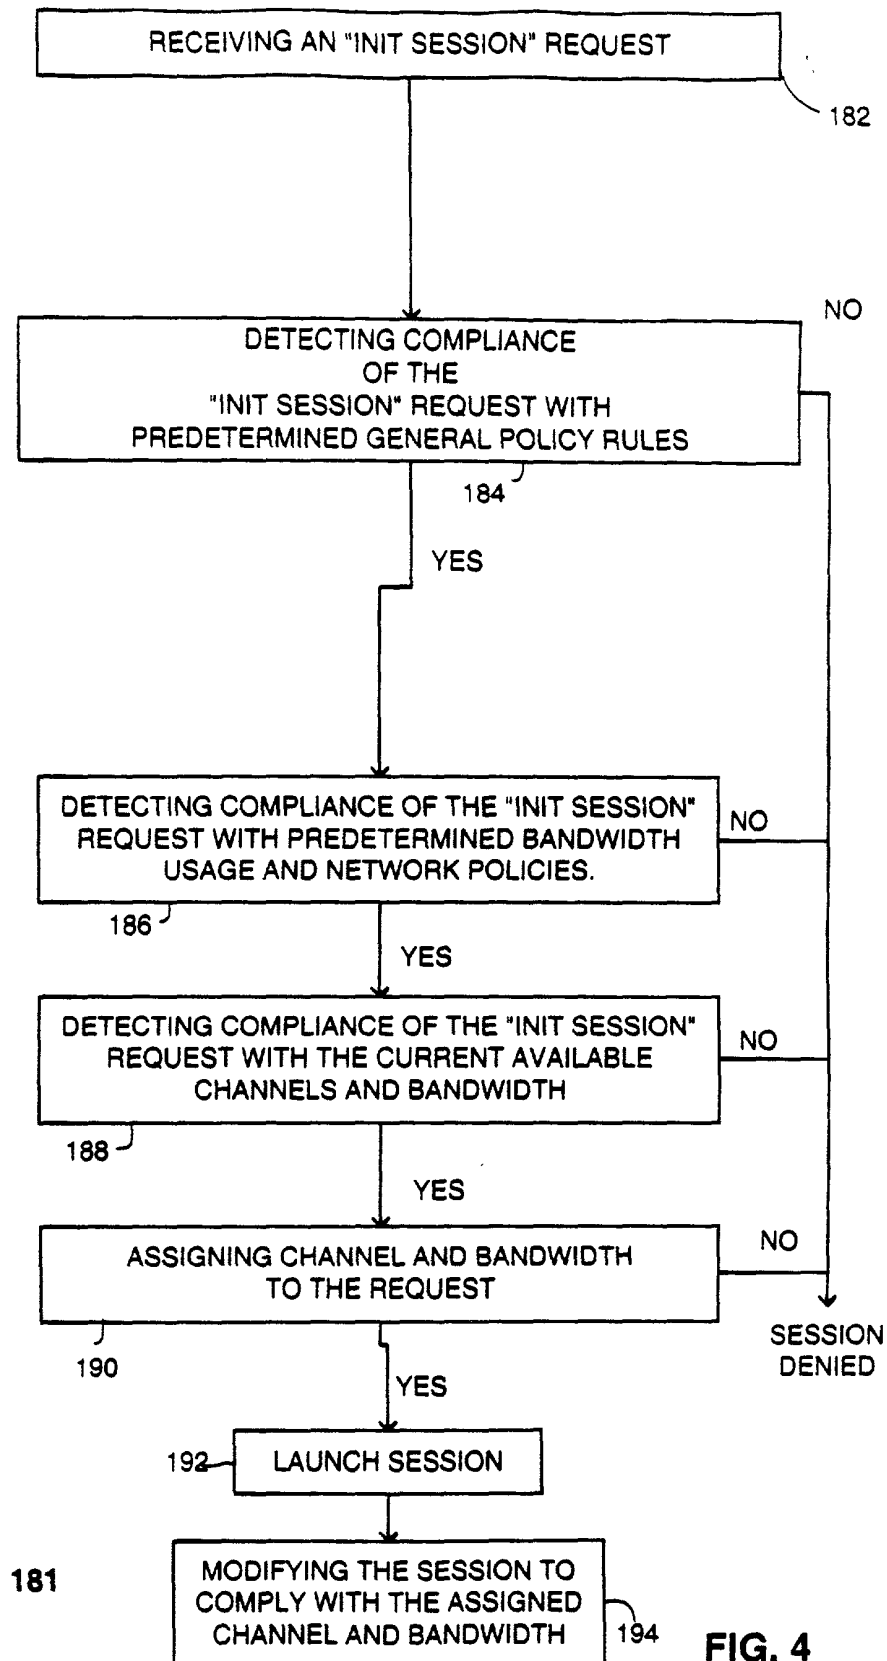 RECEIVING AN "INIT SESSION" REQUEST
182
NO
DETECTING COMPLIANCE
OF THE
"INIT SESSION" REQUEST WITH
PREDETERMINED GENERAL POLICY RULES
184
YES
DETECTING COMPLIANCE OF THE "INIT SESSION"
REQUEST WITH PREDETERMINED BANDWIDTH
USAGE AND NETWORK POLICIES.
NO
186
YES
DETECTING COMPLIANCE OF THE "INIT SESSION"
REQUEST WITH THE CURRENT AVAILABLE
CHANNELS AND BANDWIDTH
NO
188
YES
ASSIGNING CHANNEL AND BANDWIDTH
TO THE REQUEST
NO
190
SESSION
DENIED
YES
192
LAUNCH SESSION
181
MODIFYING THE SESSION TO
COMPLY WITH THE ASSIGNED
CHANNEL AND BANDWIDTH
194
FIG. 4